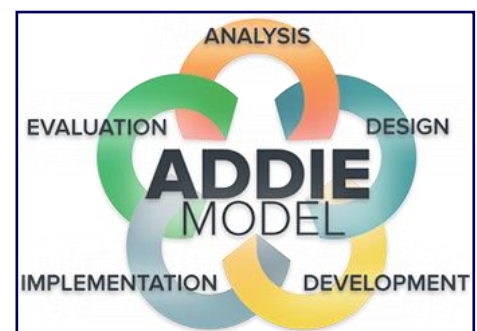 ANALYSIS
EVALUATION
DESIGN
ADDIE
MODEL
IMPLEMENTATION
DEVELOPMENT